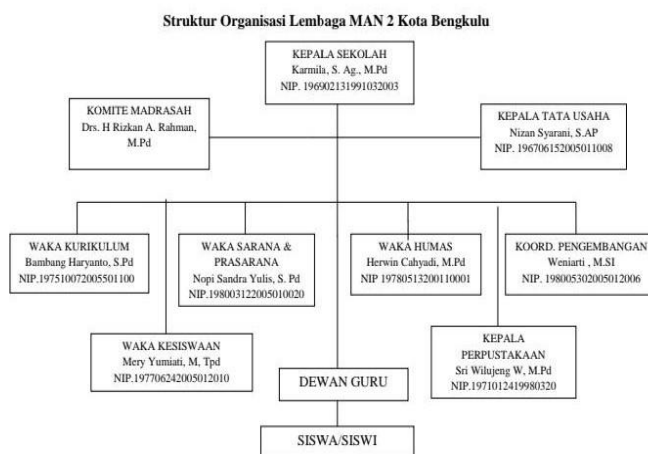 Struktur Organisasi Lembaga MAN 2 Kota Bengkulu
KEPALA SEKOLAH
Karmila, S. Ag., M.Pd
NIP. 196902131991032003
KOMITE MADRASAH
Drs. H Rizkan A. Rahman,
M.Pd
KEPALA TATA USAHA
Nizan Syarani, S.AP
NIP. 196706152005011008
WAKA KURIKULUM
Bambang Haryanto, S.Pd
NIP.197510072005501100
WAKA SARANA &
PRASARANA
Nopi Sandra Yulis, S. Pd
NIP.198003122005010020
WAKA HUMAS
Herwin Cahyadi, M.Pd
NIP 19780513200110001
KOORD. PENGEMBANGAN
Weniarti , M.SI
NIP. 198005302005012006
WAKA KESISWAAN
Mery Yumiati, M, Tpd
NIP.197706242005012010
KEPALA
PERPUSTAKAAN
Sri Wilujeng W, M.Pd
NIP.1971012419980320
DEWAN GURU
SISWA/SISWI